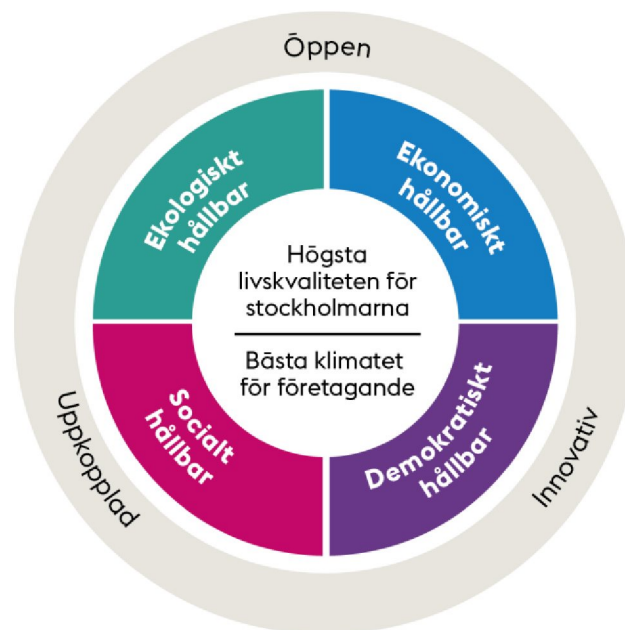 Öppen
Ekologiskt
hållbar
Ekonomiskt
hållbar
Högsta
livskvaliteten för
stockholmarna
Bästa klimatet
för företagande
Socialt
hållbar
Demokratiskt
hållbar
Uppkopplad
Innovativ